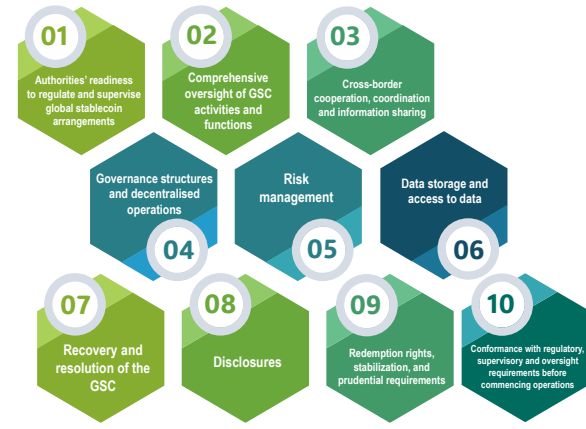 01
Authorities' readiness
to regulate and supervise
global stablecoin
arrangements
02
Comprehensive
oversight of GSC
activities and
functions
03
Cross-border
cooperation, coordination
and information sharing
Governance structures
and decentralised
operations
04
Risk
management
05
Data storage and
access to data
06
07
Recovery and
resolution of the
GSC
08
Disclosures
09
Redemption rights,
stabilization, and
prudential requirements
10
Conformance with regulatory,
supervisory and oversight
requirements before
commencing operations